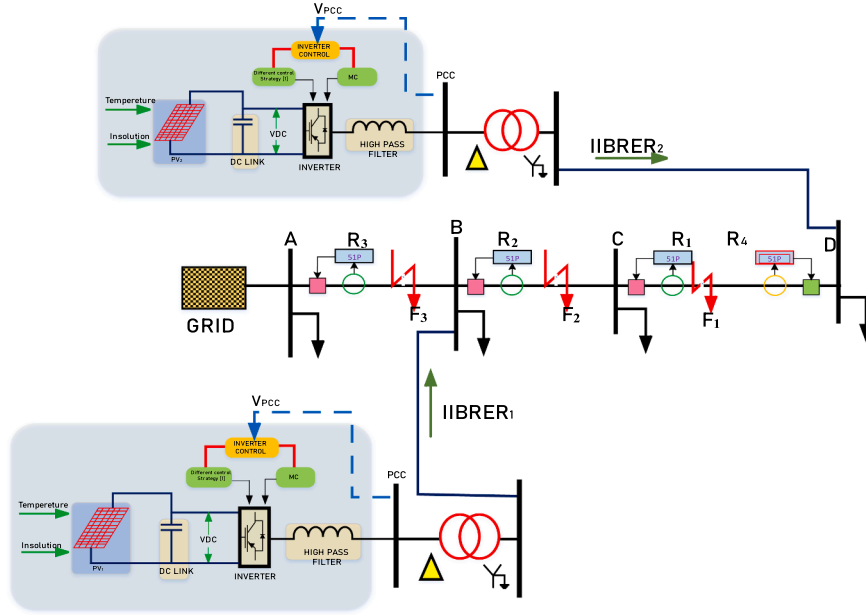 VPCC
INVERTER
CONTROL
Different control
Strategy [1]
MC
PCC
Tempereture
Insolution
PV2
DC LINK
VDC
INVERTER
HIGH PASS
FILTER
IIBRER2
A
R3
B
R2
C
R1
R4
D
51P
51P
51P
51P
GRID
F3
F2
F1
IIBRER1
VPCC
INVERTER
CONTROL
Different control
Strategy [1]
MC
PCC
Tempereture
Insolution
PV1
DC LINK
VDC
INVERTER
HIGH PASS
FILTER